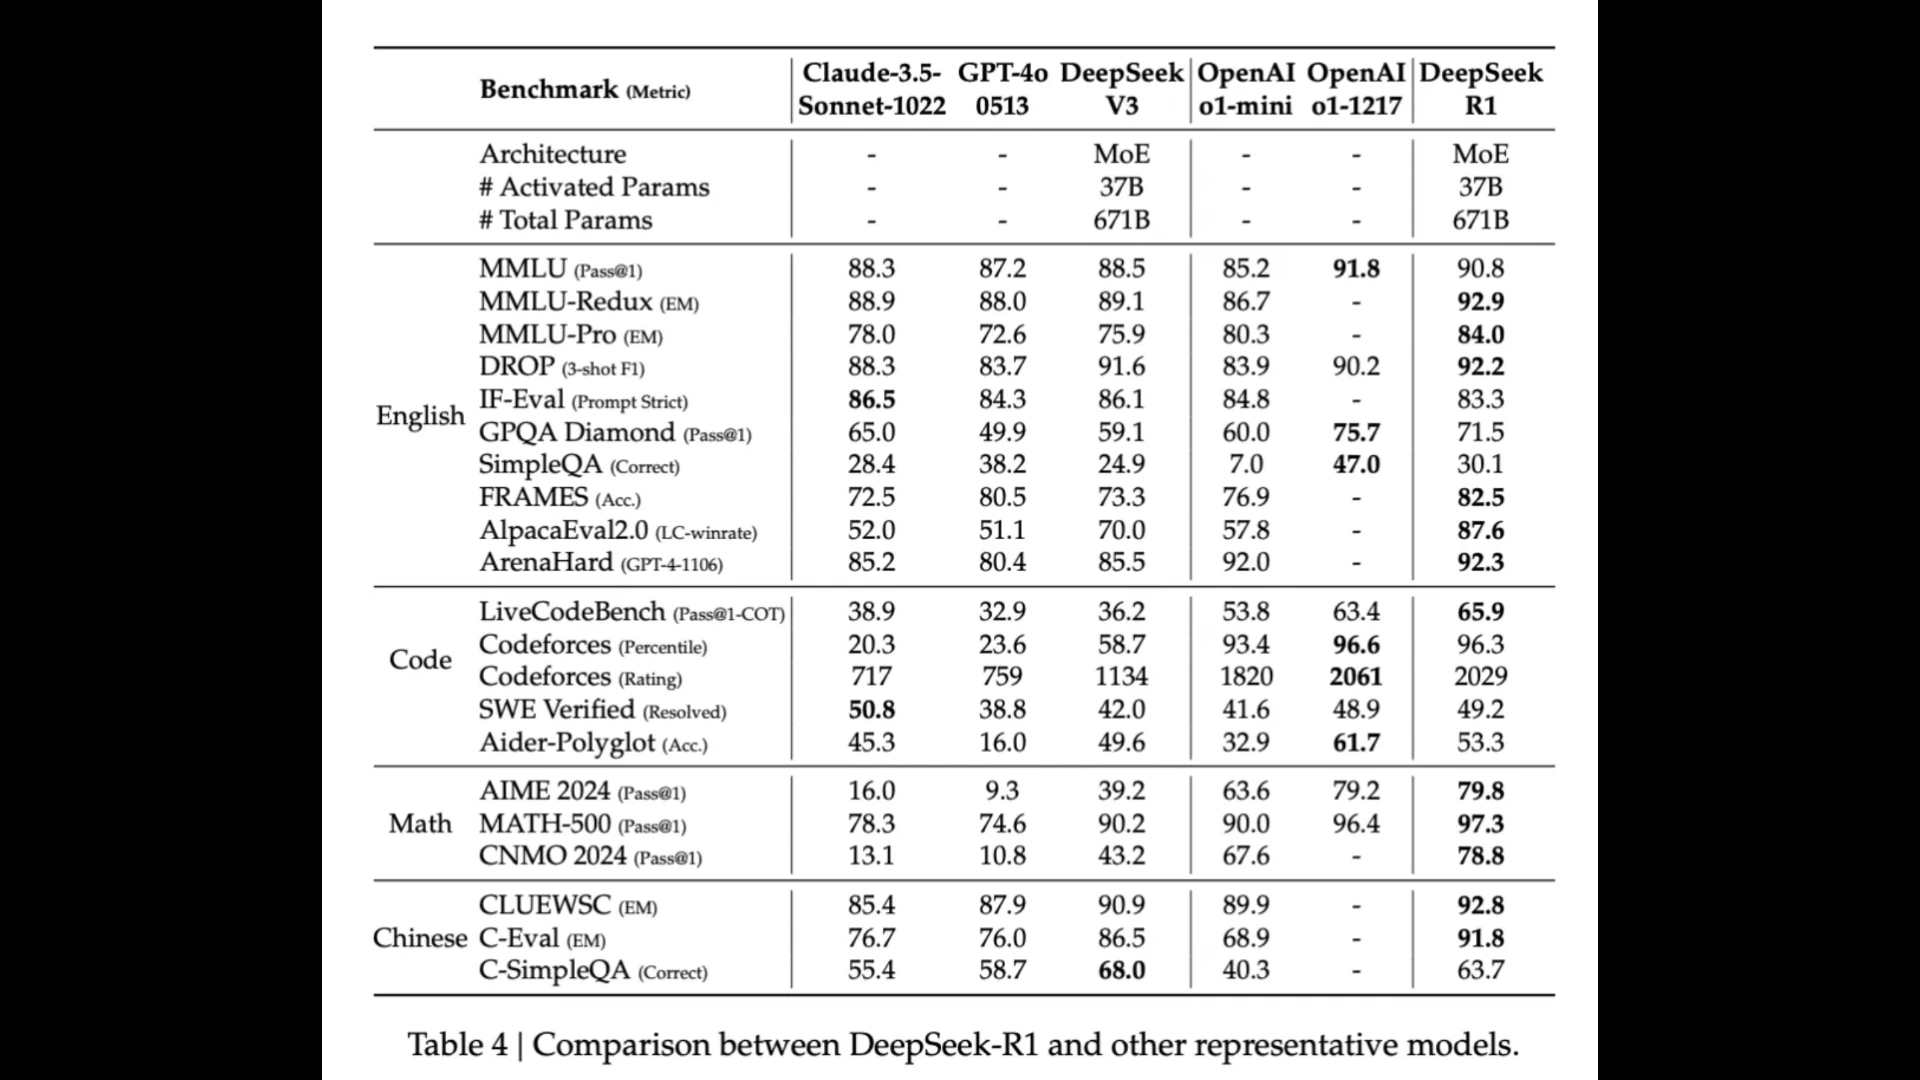 Benchmark (Metric) Claude-3.5-Sonnet-1022 GPT-4o 0513 DeepSeek V3 OpenAI o1-mini OpenAI o1-1217 DeepSeek R1
Architecture - - MoE - - MoE
# Activated Params - - 37B - - 37B
# Total Params - - 671B - - 671B
English
MMLU (Pass@1) 88.3 87.2 88.5 85.2 91.8 90.8
MMLU-Redux (EM) 88.9 88.0 89.1 86.7 - 92.9
MMLU-Pro (EM) 78.0 72.6 75.9 80.3 - 84.0
DROP (3-shot F1) 88.3 83.7 91.6 83.9 90.2 92.2
IF-Eval (Prompt Strict) 86.5 84.3 86.1 84.8 - 83.3
GPQA Diamond (Pass@1) 65.0 49.9 59.1 60.0 75.7 71.5
SimpleQA (Correct) 28.4 38.2 24.9 7.0 47.0 30.1
FRAMES (Acc.) 72.5 80.5 73.3 76.9 - 82.5
AlpacaEval2.0 (LC-winrate) 52.0 51.1 70.0 57.8 - 87.6
ArenaHard (GPT-4-1106) 85.2 80.4 85.5 92.0 - 92.3
Code
LiveCodeBench (Pass@1-COT) 38.9 32.9 36.2 53.8 63.4 65.9
Codeforces (Percentile) 20.3 23.6 58.7 93.4 96.6 96.3
Codeforces (Rating) 717 759 1134 1820 2061 2029
SWE Verified (Resolved) 50.8 38.8 42.0 41.6 48.9 49.2
Aider-Polyglot (Acc.) 45.3 16.0 49.6 32.9 61.7 53.3
Math
AIME 2024 (Pass@1) 16.0 9.3 39.2 63.6 79.2 79.8
MATH-500 (Pass@1) 78.3 74.6 90.2 90.0 96.4 97.3
CNMO 2024 (Pass@1) 13.1 10.8 43.2 67.6 - 78.8
Chinese
CLUEWSC (EM) 85.4 87.9 90.9 89.9 - 92.8
C-Eval (EM) 76.7 76.0 86.5 68.9 - 91.8
C-SimpleQA (Correct) 55.4 58.7 68.0 40.3 - 63.7
Table 4 | Comparison between DeepSeek-R1 and other representative models.